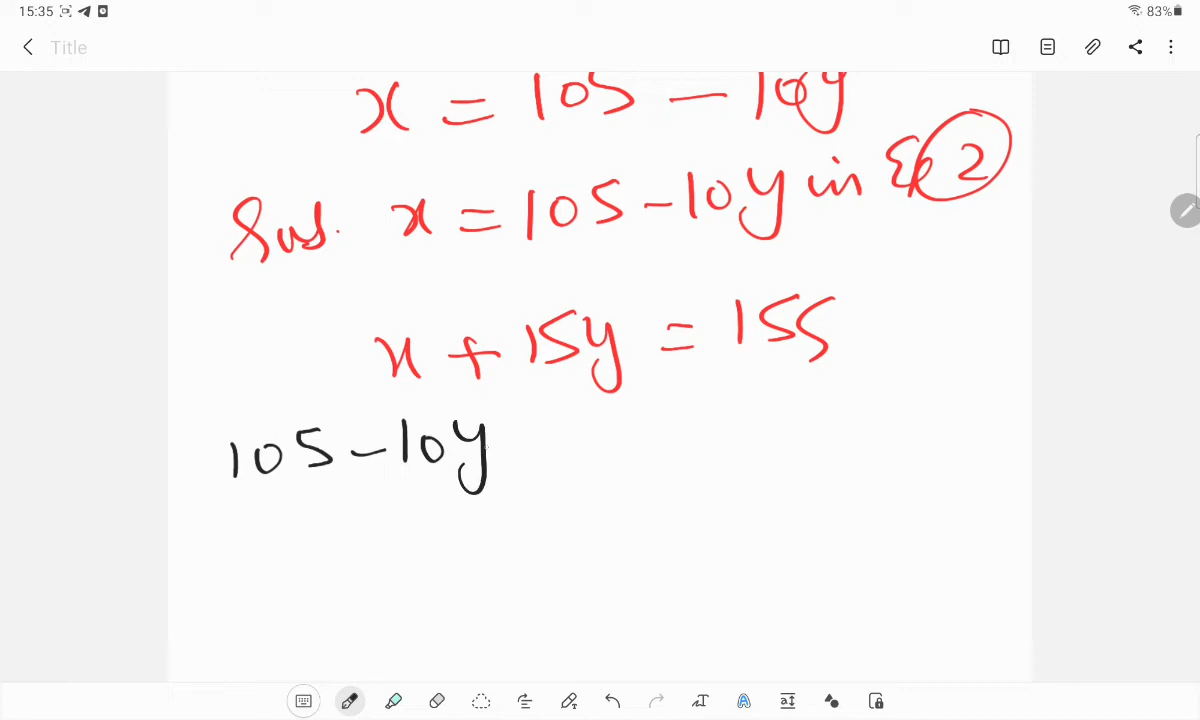 15:35 83%
Title
x = 105 - 10y
Sub. x = 105 - 10y in Eq 2
x + 15y = 155
105 - 10y